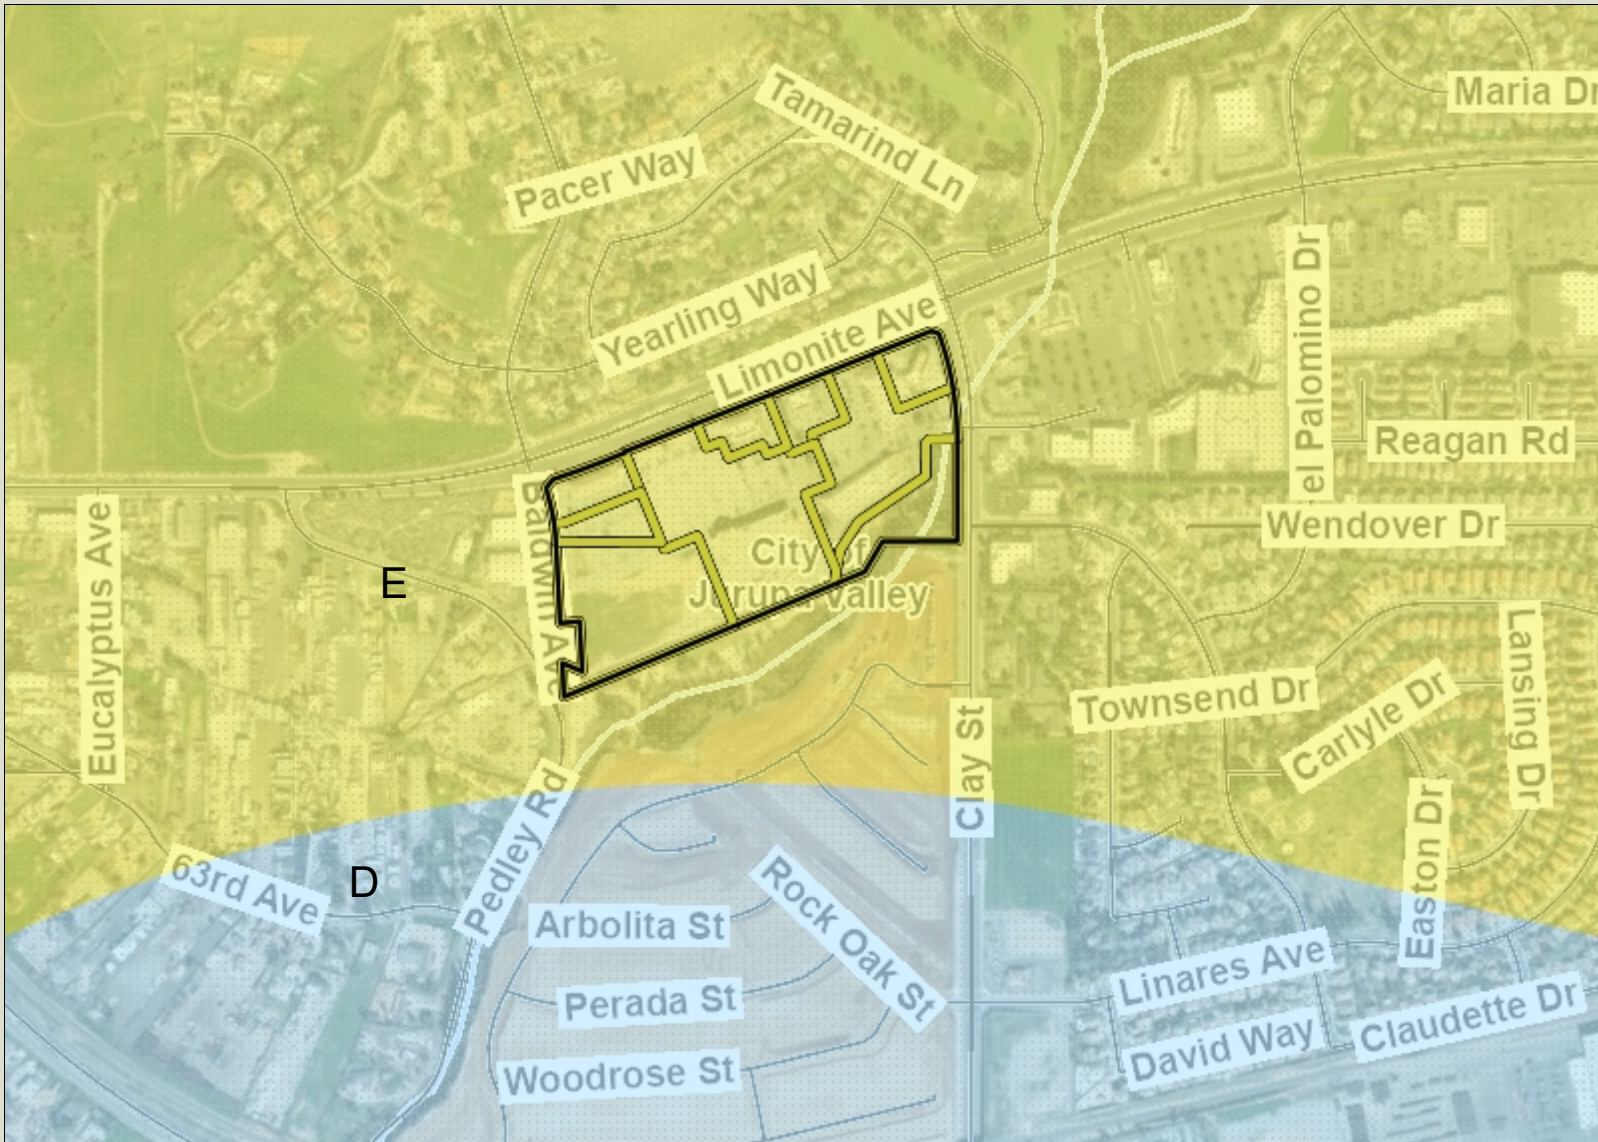 Maria Dr
Tamarind Ln
Pacer Way
Yearling Way
Limonite Ave
el Palomino Dr
Reagan Rd
Wendover Dr
Baldwin Ave
Eucalyptus Ave
E
City of
Jurupa Valley
Lansing Dr
Townsend Dr
Carlyle Dr
Clay St
Pedley Rd
Easton Dr
63rd Ave
D
Rock Oak St
Arbolita St
Linares Ave
Perada St
Claudette Dr
David Way
Woodrose St